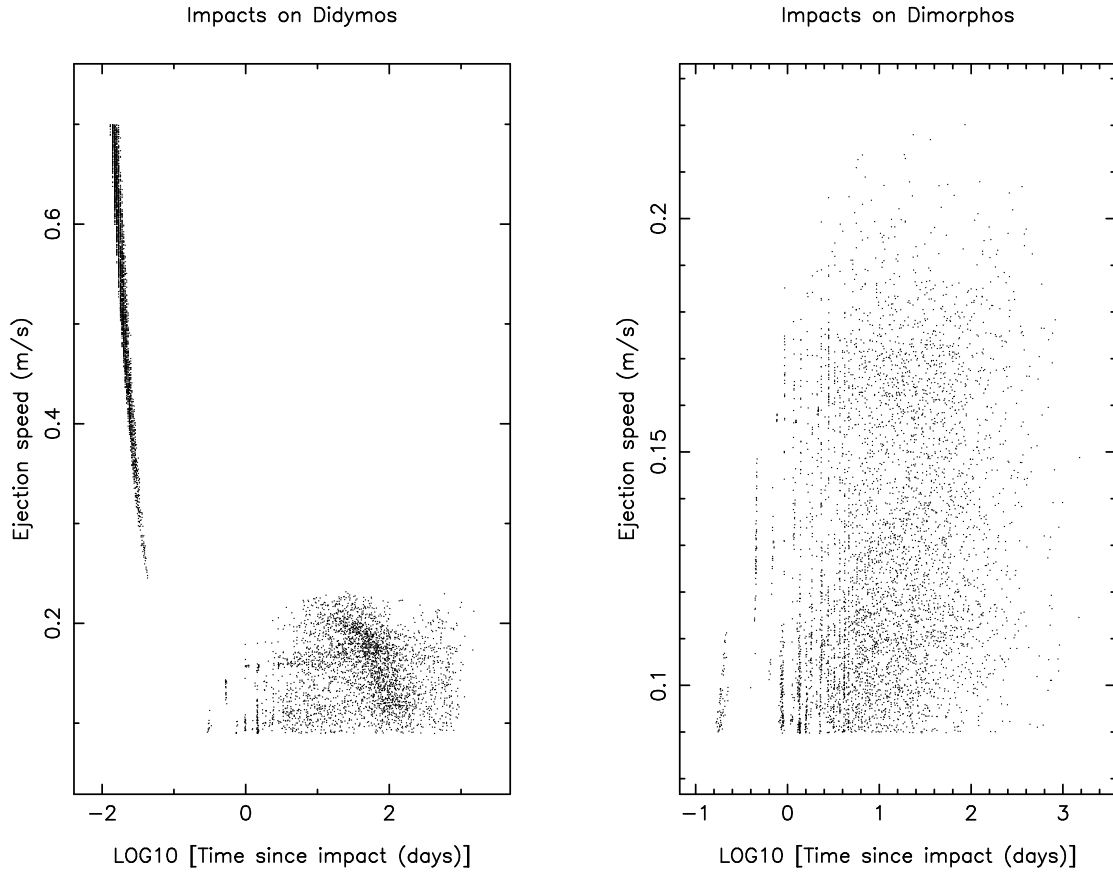 Impacts on Didymos
Ejection speed (m/s)
0.6
0.4
0.2
−2
0
2
LOG10 [Time since impact (days)]
Impacts on Dimorphos
Ejection speed (m/s)
0.2
0.15
0.1
−1
0
1
2
3
LOG10 [Time since impact (days)]